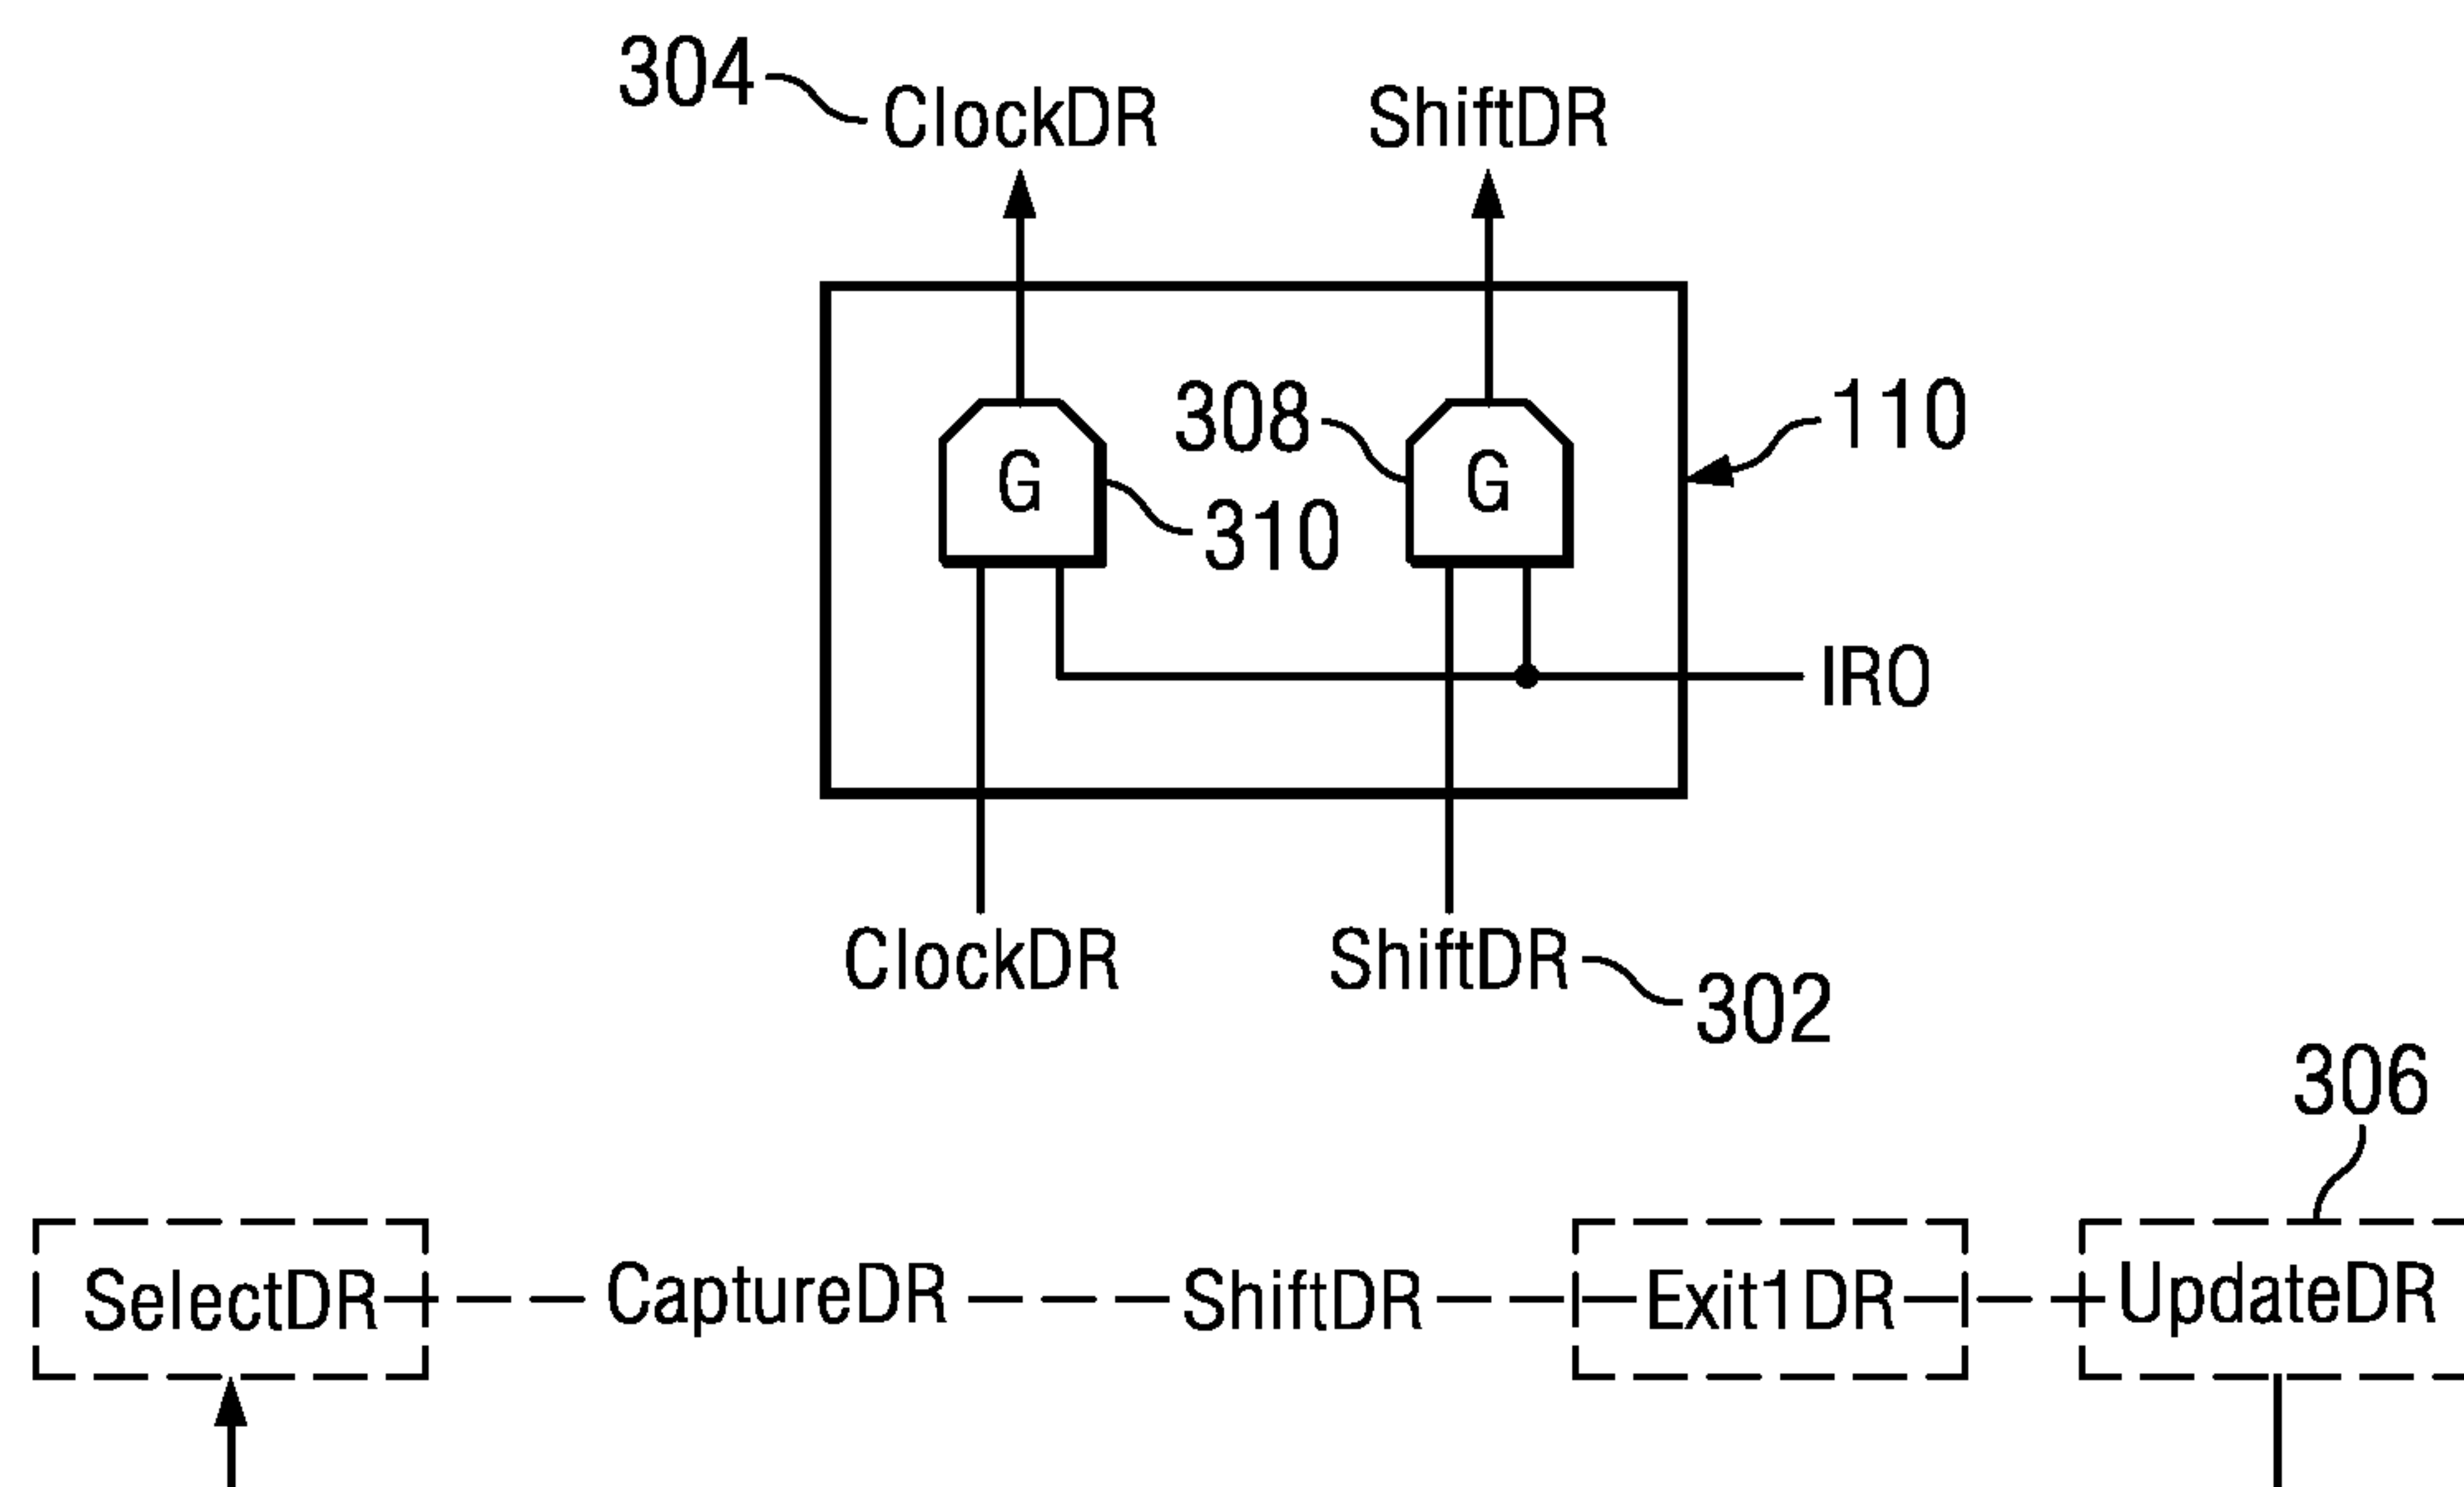 304
ClockDR ShiftDR
308 110
G G
310
IRO
ClockDR ShiftDR
302
306
SelectDR CaptureDR ShiftDR Exit1DR UpdateDR